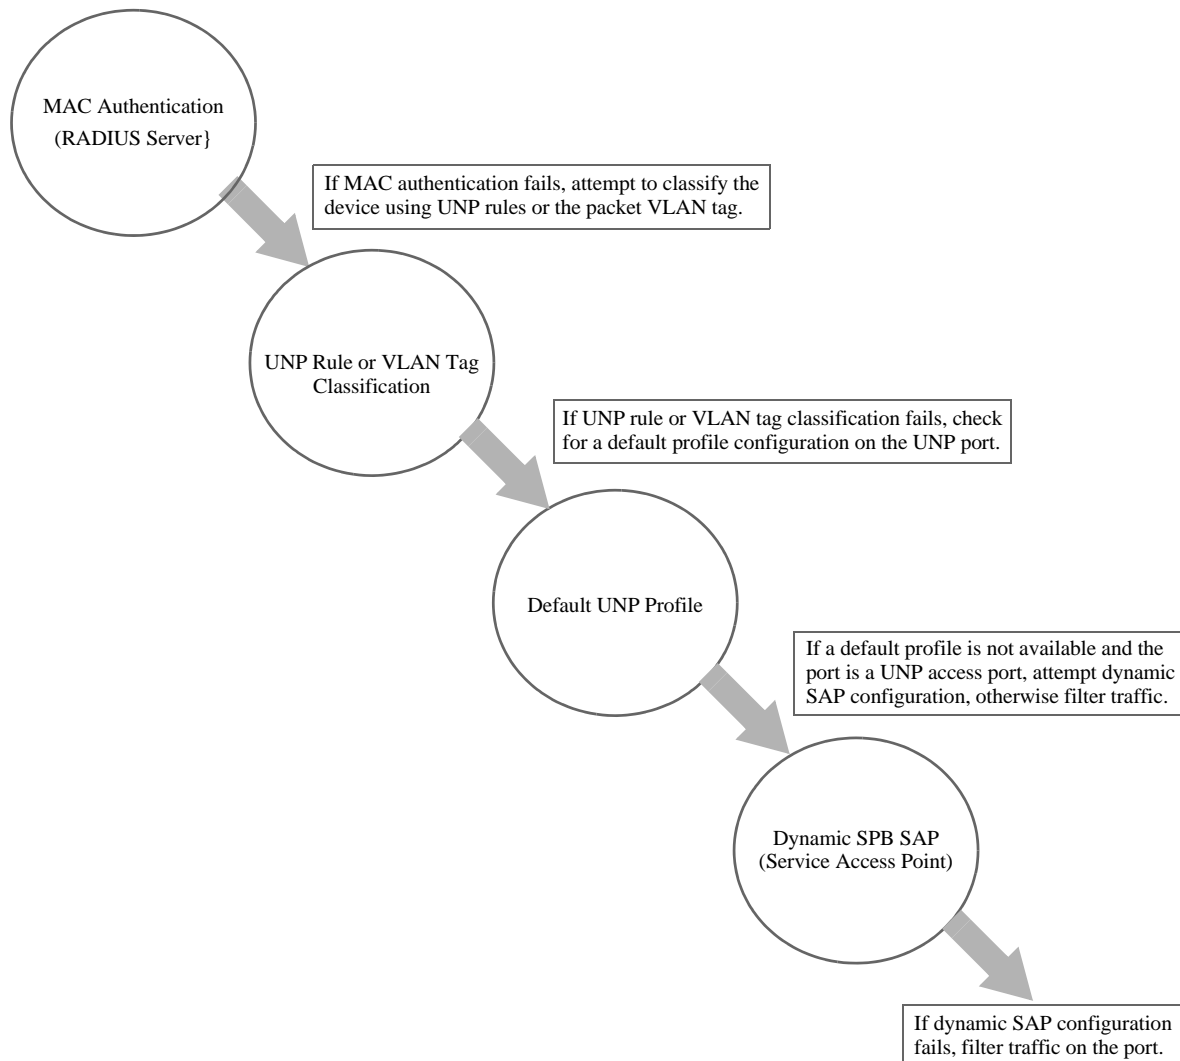 MAC Authentication
(RADIUS Server}
If MAC authentication fails, attempt to classify the
device using UNP rules or the packet VLAN tag.
UNP Rule or VLAN Tag
Classification
If UNP rule or VLAN tag classification fails, check
for a default profile configuration on the UNP port.
Default UNP Profile
If a default profile is not available and the
port is a UNP access port, attempt dynamic
SAP configuration, otherwise filter traffic.
Dynamic SPB SAP
(Service Access Point)
If dynamic SAP configuration
fails, filter traffic on the port.